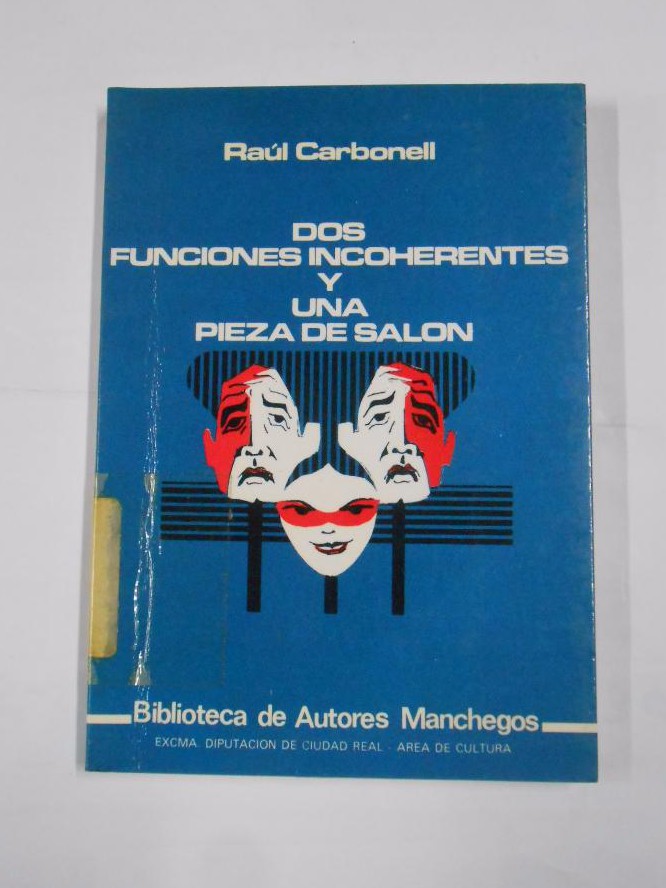 Raúl Carbonell
DOS
FUNCIONES INCOHERENTES
Y
UNA
PIEZA DE SALON
Biblioteca de Autores Manchegos
EXCMA. DIPUTACION DE CIUDAD REAL - AREA DE CULTURA